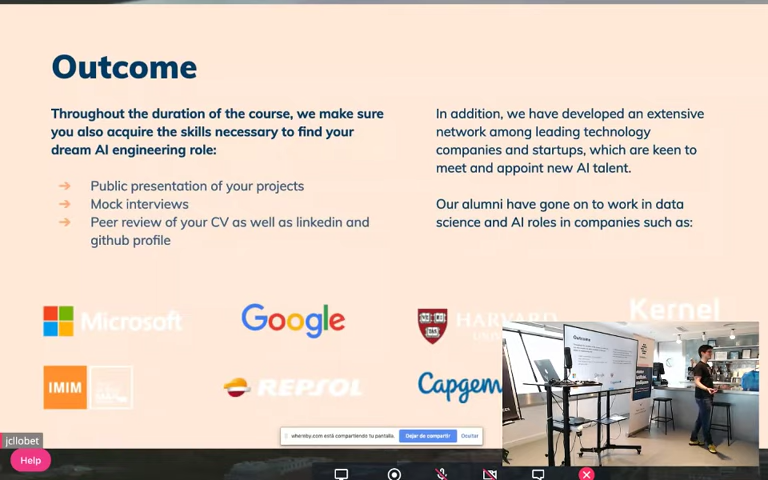 Outcome
Throughout the duration of the course, we make sure
you also acquire the skills necessary to find your
dream AI engineering role:
Public presentation of your projects
Mock interviews
Peer review of your CV as well as linkedin and
github profile
In addition, we have developed an extensive
network among leading technology
companies and startups, which are keen to
meet and appoint new AI talent.
Our alumni have gone on to work in data
science and AI roles in companies such as:
Microsoft
Google
HARVARD
Kernel
IMIM
REPSOL
Capgem
jcllobet
whereby.com está compartiendo tu pantalla.
Dejar de compartir
Ocultar
Help
Outcome